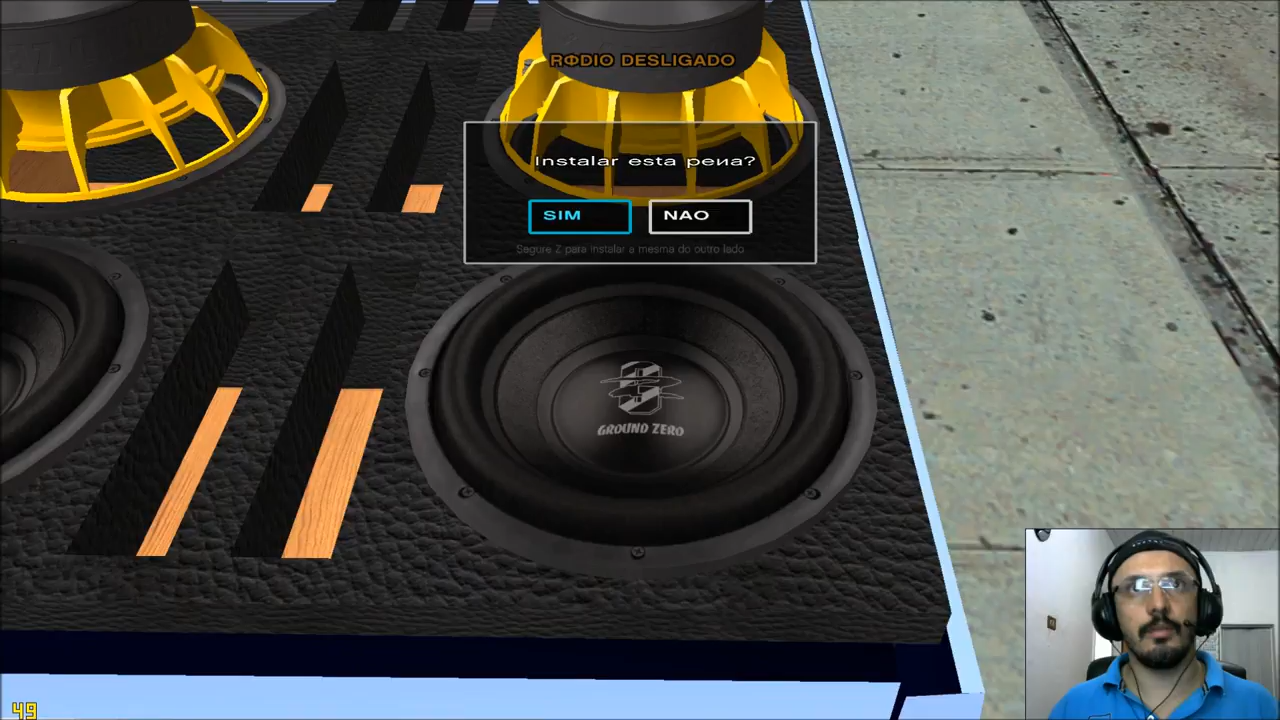 RΦDIO DESLIGADO
Instalar esta peиa?
SIM
NAO
Segure Z para instalar a mesma do outro lado
GROUND ZERO
49